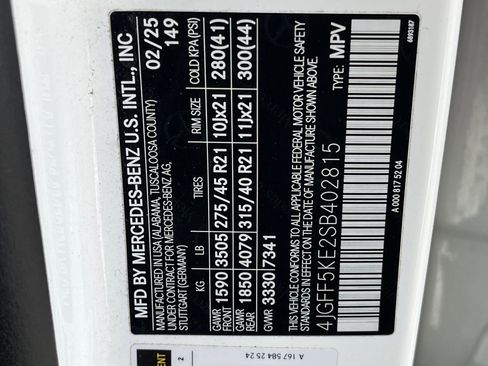 MFD BY MERCEDES-BENZ U.S. INTL., INC
MANUFACTURED IN USA (ALABAMA, TUSCALOOSA COUNTY)
UNDER CONTRACT FOR MERCEDES-BENZ AG,
STUTTGART (GERMANY)
02/25
149
KG LB TIRES RIM SIZE COLD KPA(PSI)
GAWR FRONT 1590 3505 275/45 R21 10Jx21 280(41)
GAWR REAR 1850 4079 315/40 R21 11Jx21 300(44)
GVWR 3330 7341
THIS VEHICLE CONFORMS TO ALL APPLICABLE FEDERAL MOTOR VEHICLE SAFETY
STANDARDS IN EFFECT ON THE DATE OF MANUFACTURE SHOWN ABOVE.
4JGFF5KE2SB402815
TYPE: MPV
A 000 817 52 04
6893187
A 167 584 25 24
2